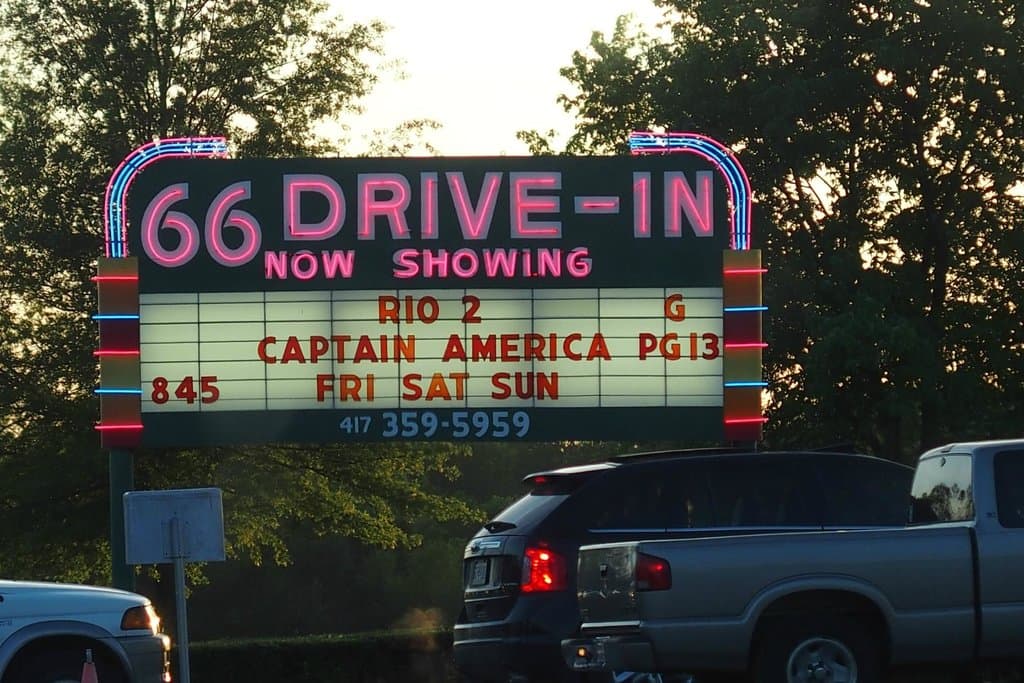 66 DRIVE-IN
NOW SHOWING
RIO 2 G
CAPTAIN AMERICA PG13
845 FRI SAT SUN
417 359-5959